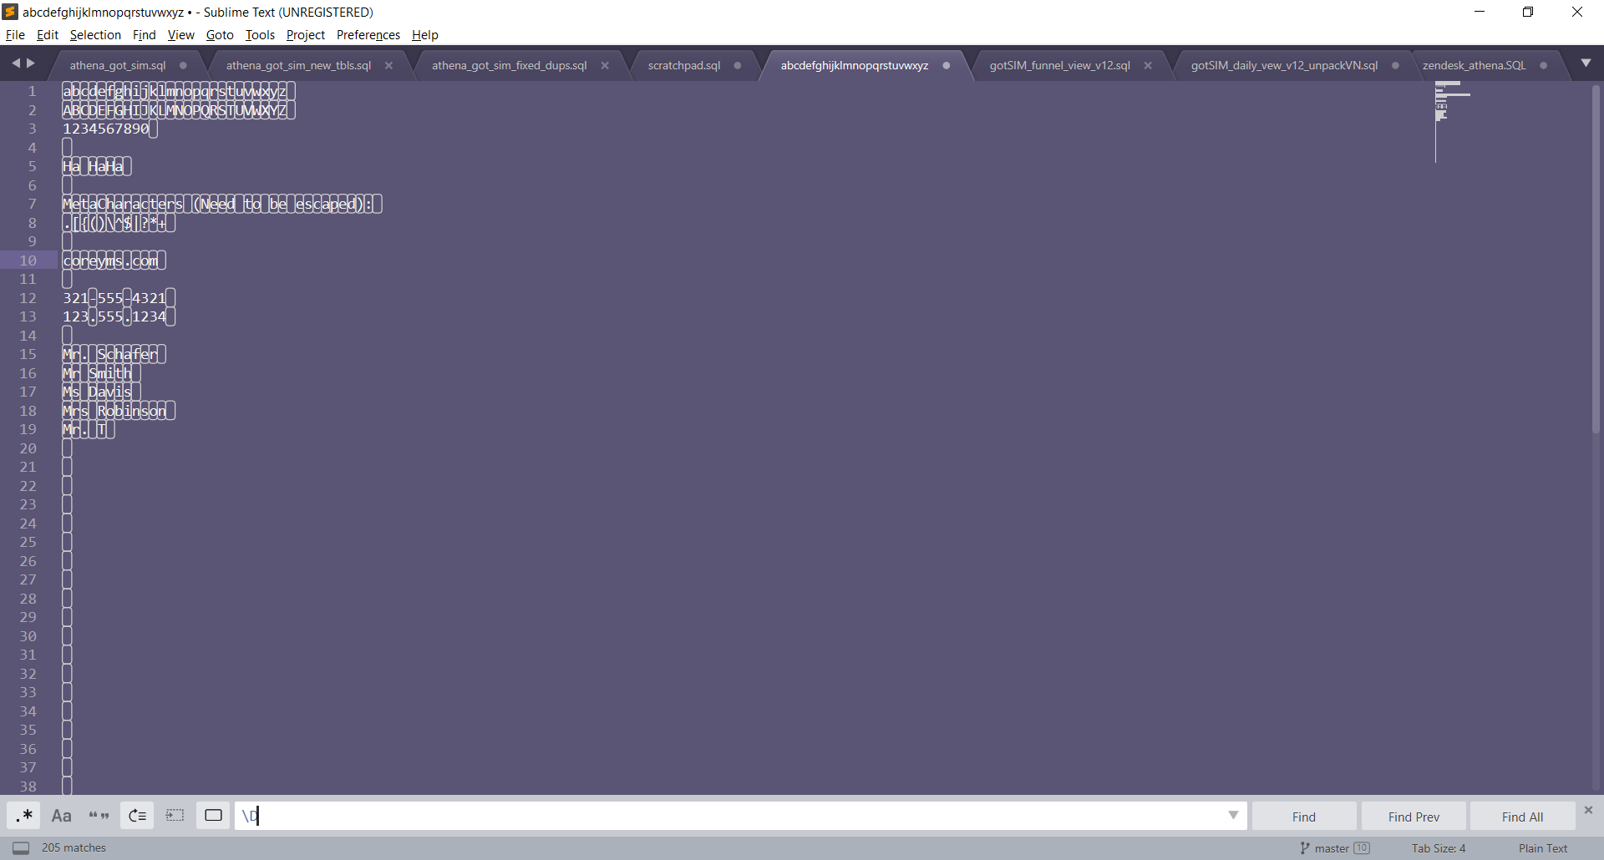 abcdefghijklmnopqrstuvwxyz • - Sublime Text (UNREGISTERED)
File Edit Selection Find View Goto Tools Project Preferences Help
athena_got_sim.sql athena_got_sim_new_tbls.sql athena_got_sim_fixed_dups.sql scratchpad.sql abcdefghijklmnopqrstuvwxyz gotSIM_funnel_view_v12.sql gotSIM_daily_vew_v12_unpackVN.sql zendesk_athena.SQL
1 abcdefghijklmnopqrstuvwxyz
2 ABCDEFGHIJKLMNOPQRSTUVWXYZ
3 1234567890
4
5 Ha HaHa
6
7 MetaCharacters (Need to be escaped):
8 .[{()\^$|?*+
9
10 coreyms.com
11
12 321-555-4321
13 123.555.1234
14
15 Mr. Schafer
16 Mr Smith
17 Ms Davis
18 Mrs Robinson
19 Mr. T
20
21
22
23
24
25
26
27
28
29
30
31
32
33
34
35
36
37
38
.* Aa “” \D Find Find Prev Find All
205 matches master 10 Tab Size: 4 Plain Text